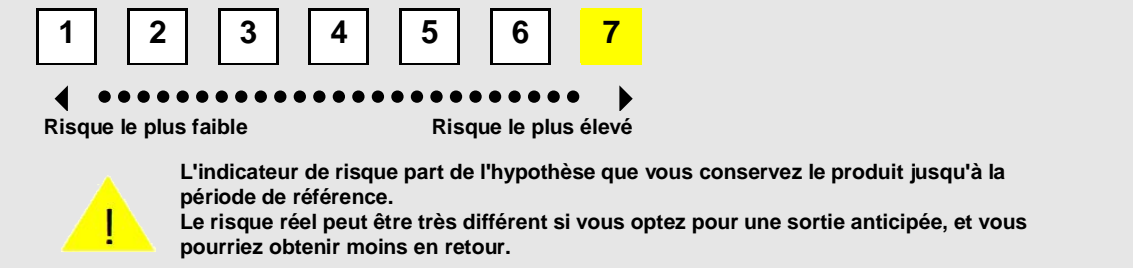 1 2 3 4 5 6 7
Risque le plus faible Risque le plus élevé
L'indicateur de risque part de l'hypothèse que vous conservez le produit jusqu'à la
période de référence.
Le risque réel peut être très différent si vous optez pour une sortie anticipée, et vous
pourriez obtenir moins en retour.
!